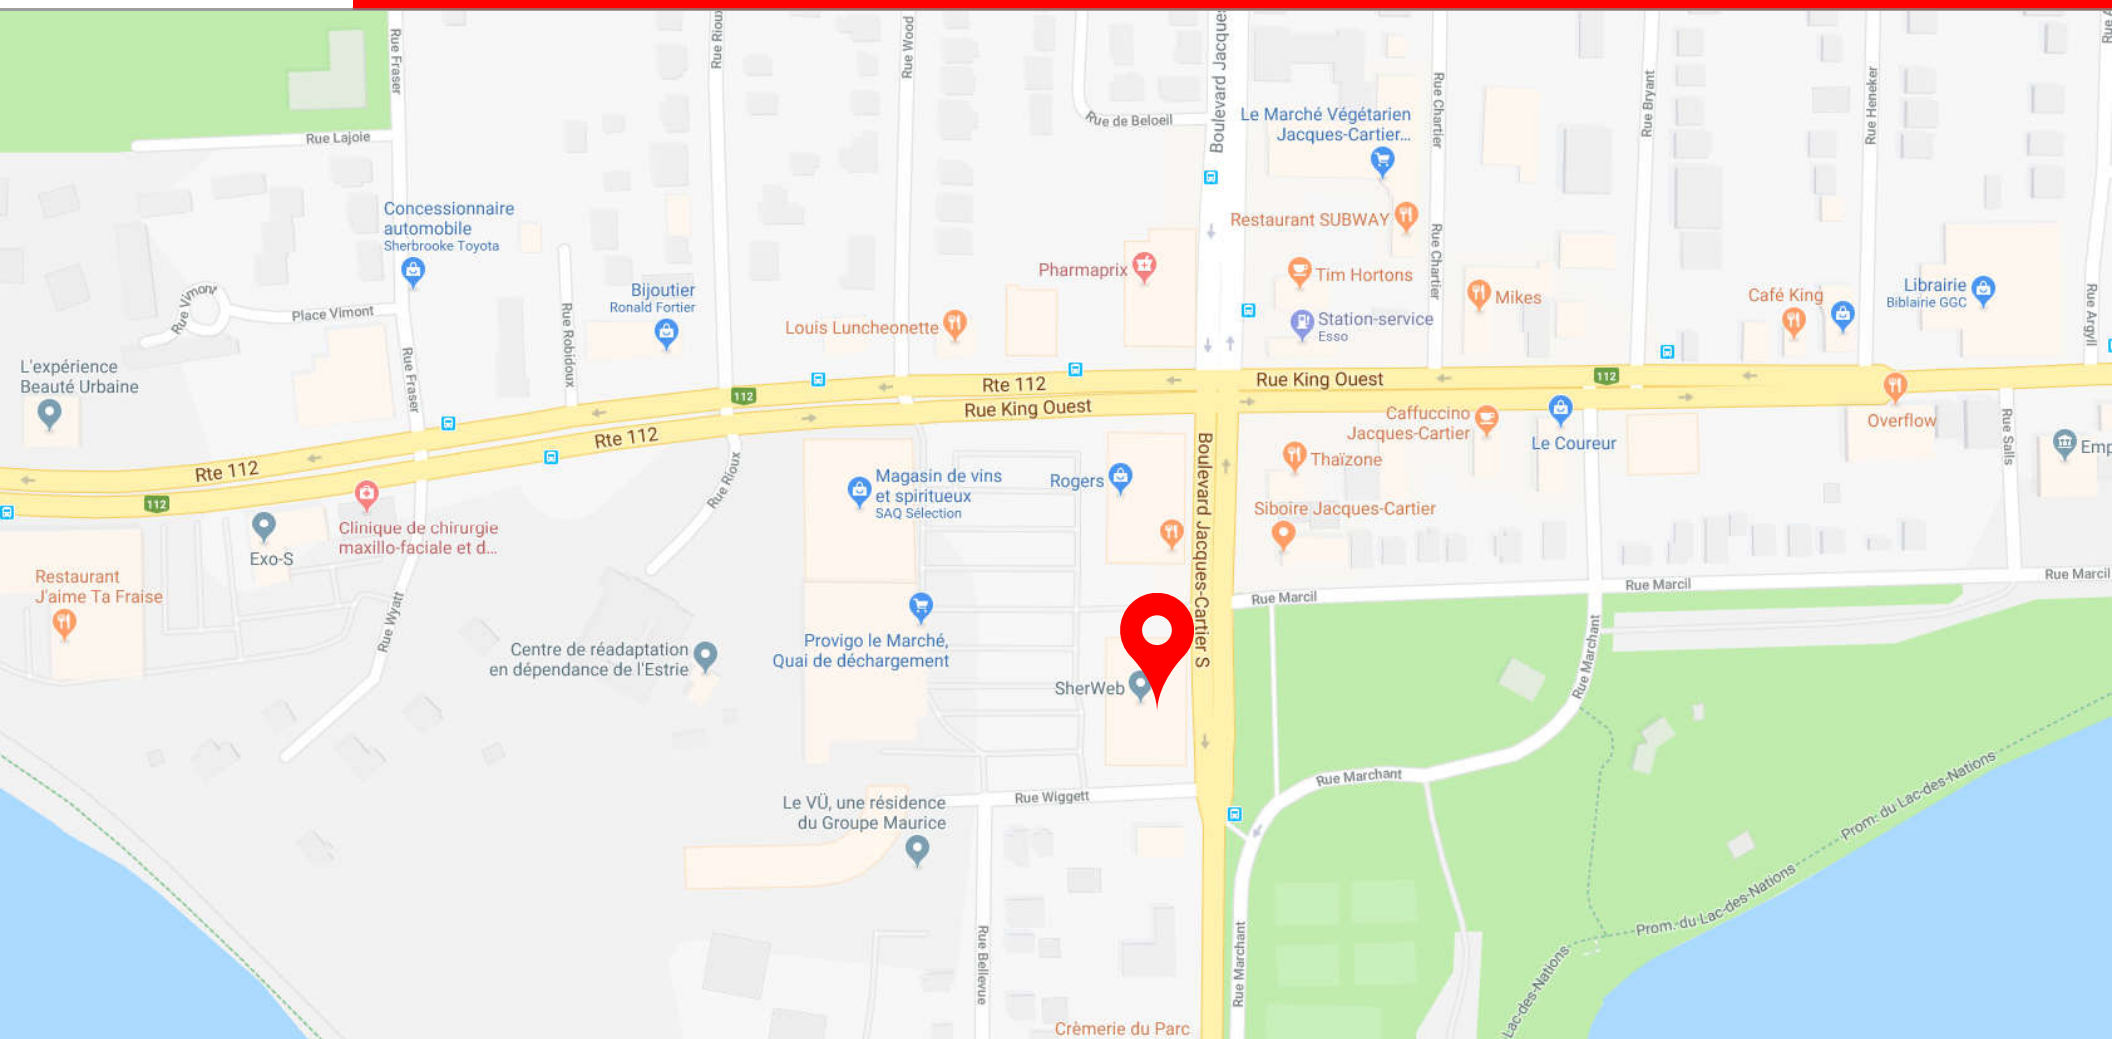 Rue Fraser
Rue Rioux
Rue Wood
Boulevard Jacques
Rue Chartier
Rue Bryant
Rue Heneker
Rue de Beloeil
Le Marché Végétarien
Jacques-Cartier...
Rue Lajoie
Concessionnaire
automobile
Sherbrooke Toyota
Restaurant SUBWAY
Rue Chartier
Pharmaprix
Tim Hortons
Bijoutier
Ronald Fortier
Mikes
Café King
Librairie
Biblairie GGC
Rue Argyll
Rue Vimont
Place Vimont
Rue Robidoux
Louis Luncheonette
Station-service
Esso
L'expérience
Beauté Urbaine
Rue Fraser
112
Rte 112
Rue King Ouest
112
Rue King Ouest
Rte 112
Caffuccino
Jacques-Cartier
Le Coureur
Overflow
Rue Salls
Emp
Rte 112
112
Rue Rioux
Magasin de vins
et spiritueux
SAQ Sélection
Rogers
Boulevard Jacques-Cartier S
Thaïzone
Siboire Jacques-Cartier
Clinique de chirurgie
maxillo-faciale et d...
Exo-S
Restaurant
J'aime Ta Fraise
Rue Wyatt
Rue Marcil
Rue Marcil
Rue Marcil
Centre de réadaptation
en dépendance de l'Estrie
Provigo le Marché,
Quai de déchargement
SherWeb
Rue Marchant
Rue Marchant
Le VÜ, une résidence
du Groupe Maurice
Rue Wiggett
Prom. du Lac-des-Nations
Prom. du Lac-des-Nations
Lac-des-Nations
Rue Bellevue
Rue Marchant
Crèmerie du Parc